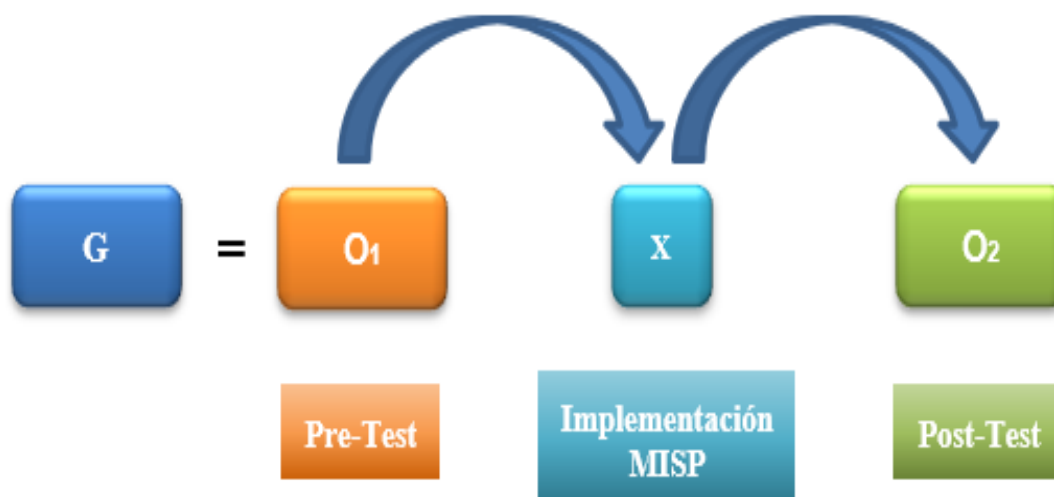 G = O₁ X O₂
Pre-Test
Implementación
MISP
Post-Test